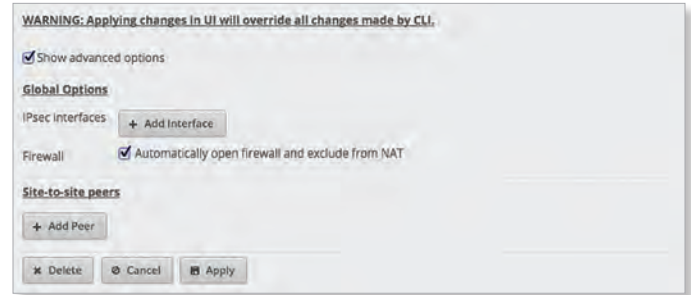 WARNING: Applying changes in UI will override all changes made by CLI.
Show advanced options
Global Options
IPsec interfaces + Add Interface
Firewall Automatically open firewall and exclude from NAT
Site-to-site peers
+ Add Peer
Delete Cancel Apply